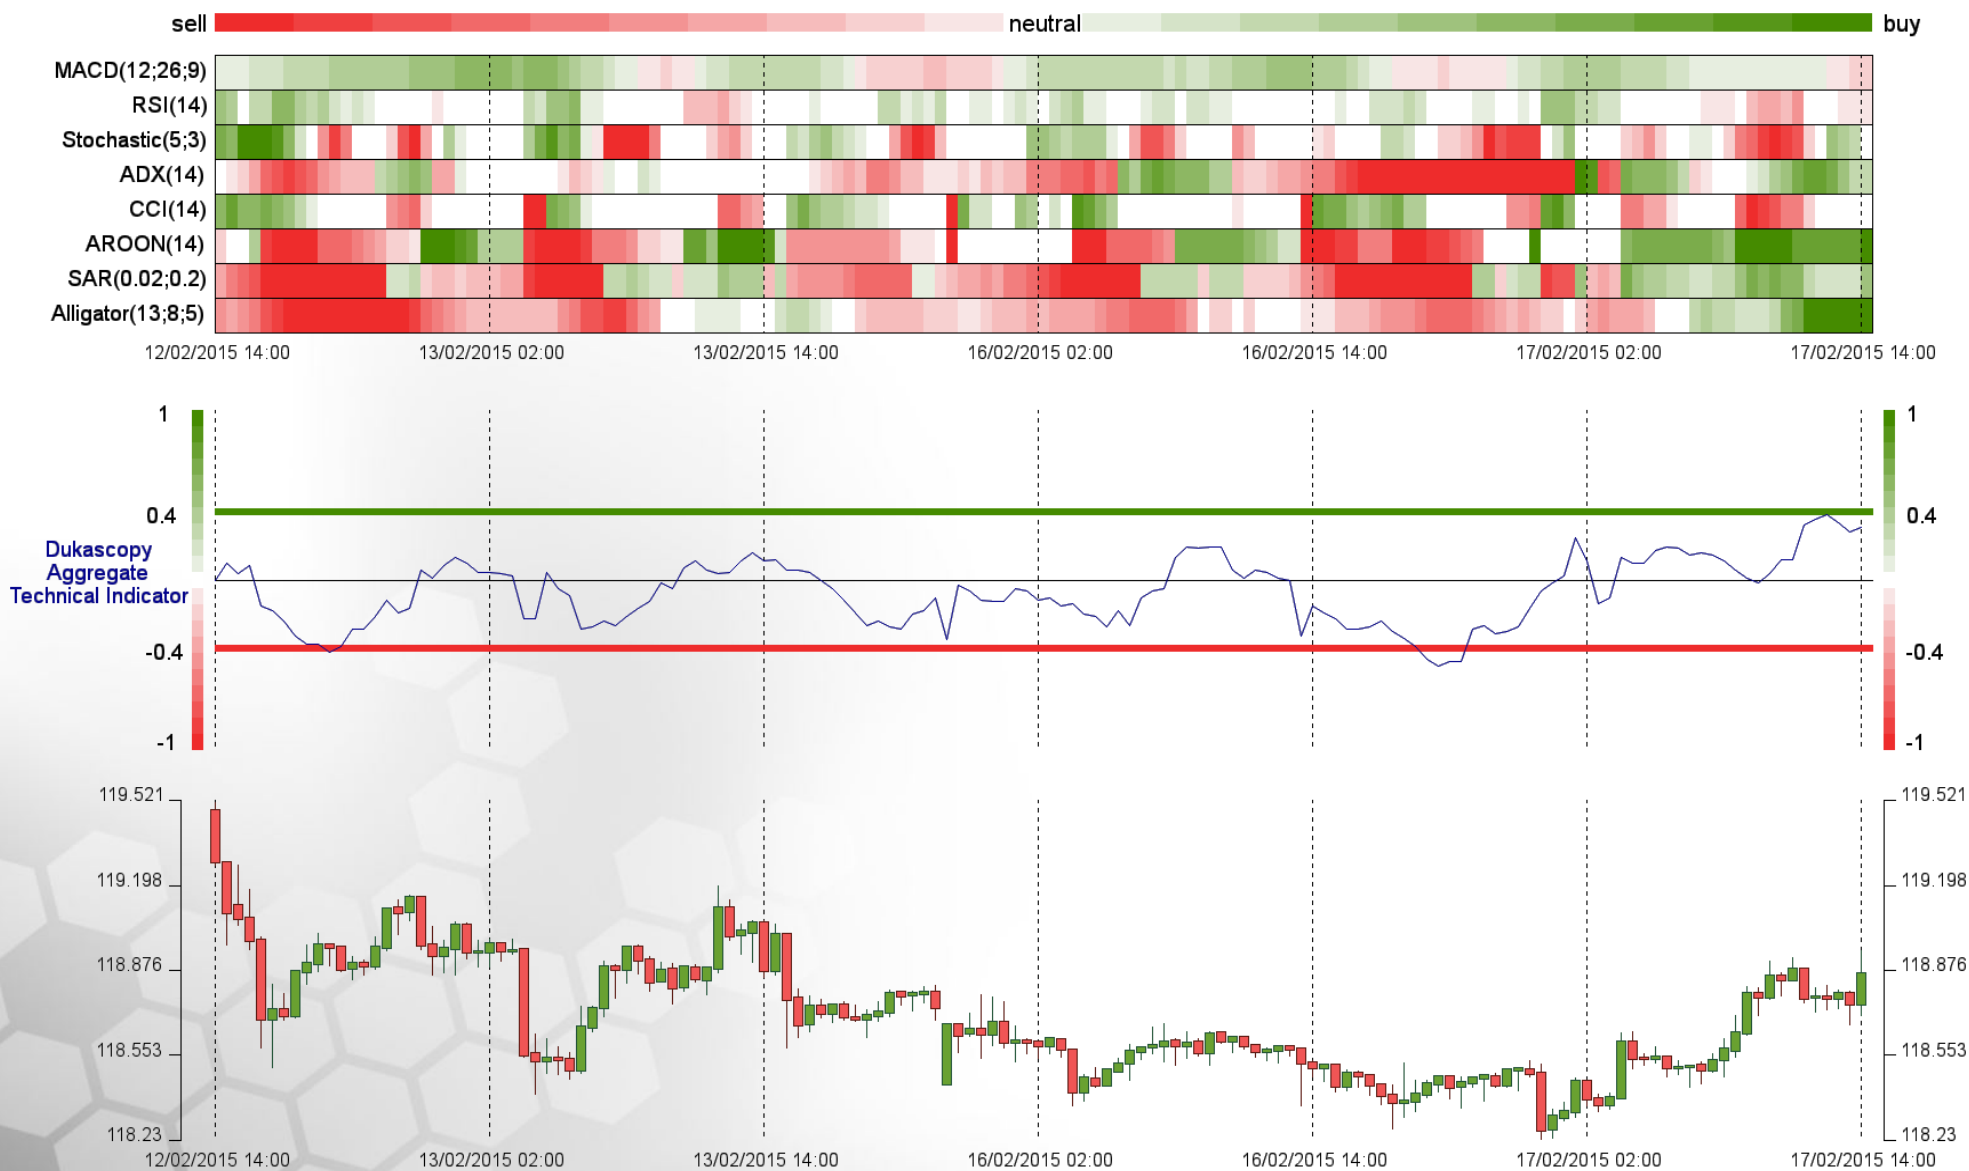 sell neutral buy
MACD(12;26;9)
RSI(14)
Stochastic(5;3)
ADX(14)
CCI(14)
AROON(14)
SAR(0.02;0.2)
Alligator(13;8;5)
12/02/2015 14:00 13/02/2015 02:00 13/02/2015 14:00 16/02/2015 02:00 16/02/2015 14:00 17/02/2015 02:00 17/02/2015 14:00
1 1
0.4 0.4
Dukascopy
Aggregate
Technical Indicator
-0.4 -0.4
-1 -1
119.521 119.521
119.198 119.198
118.876 118.876
118.553 118.553
118.23 118.23
12/02/2015 14:00 13/02/2015 02:00 13/02/2015 14:00 16/02/2015 02:00 16/02/2015 14:00 17/02/2015 02:00 17/02/2015 14:00